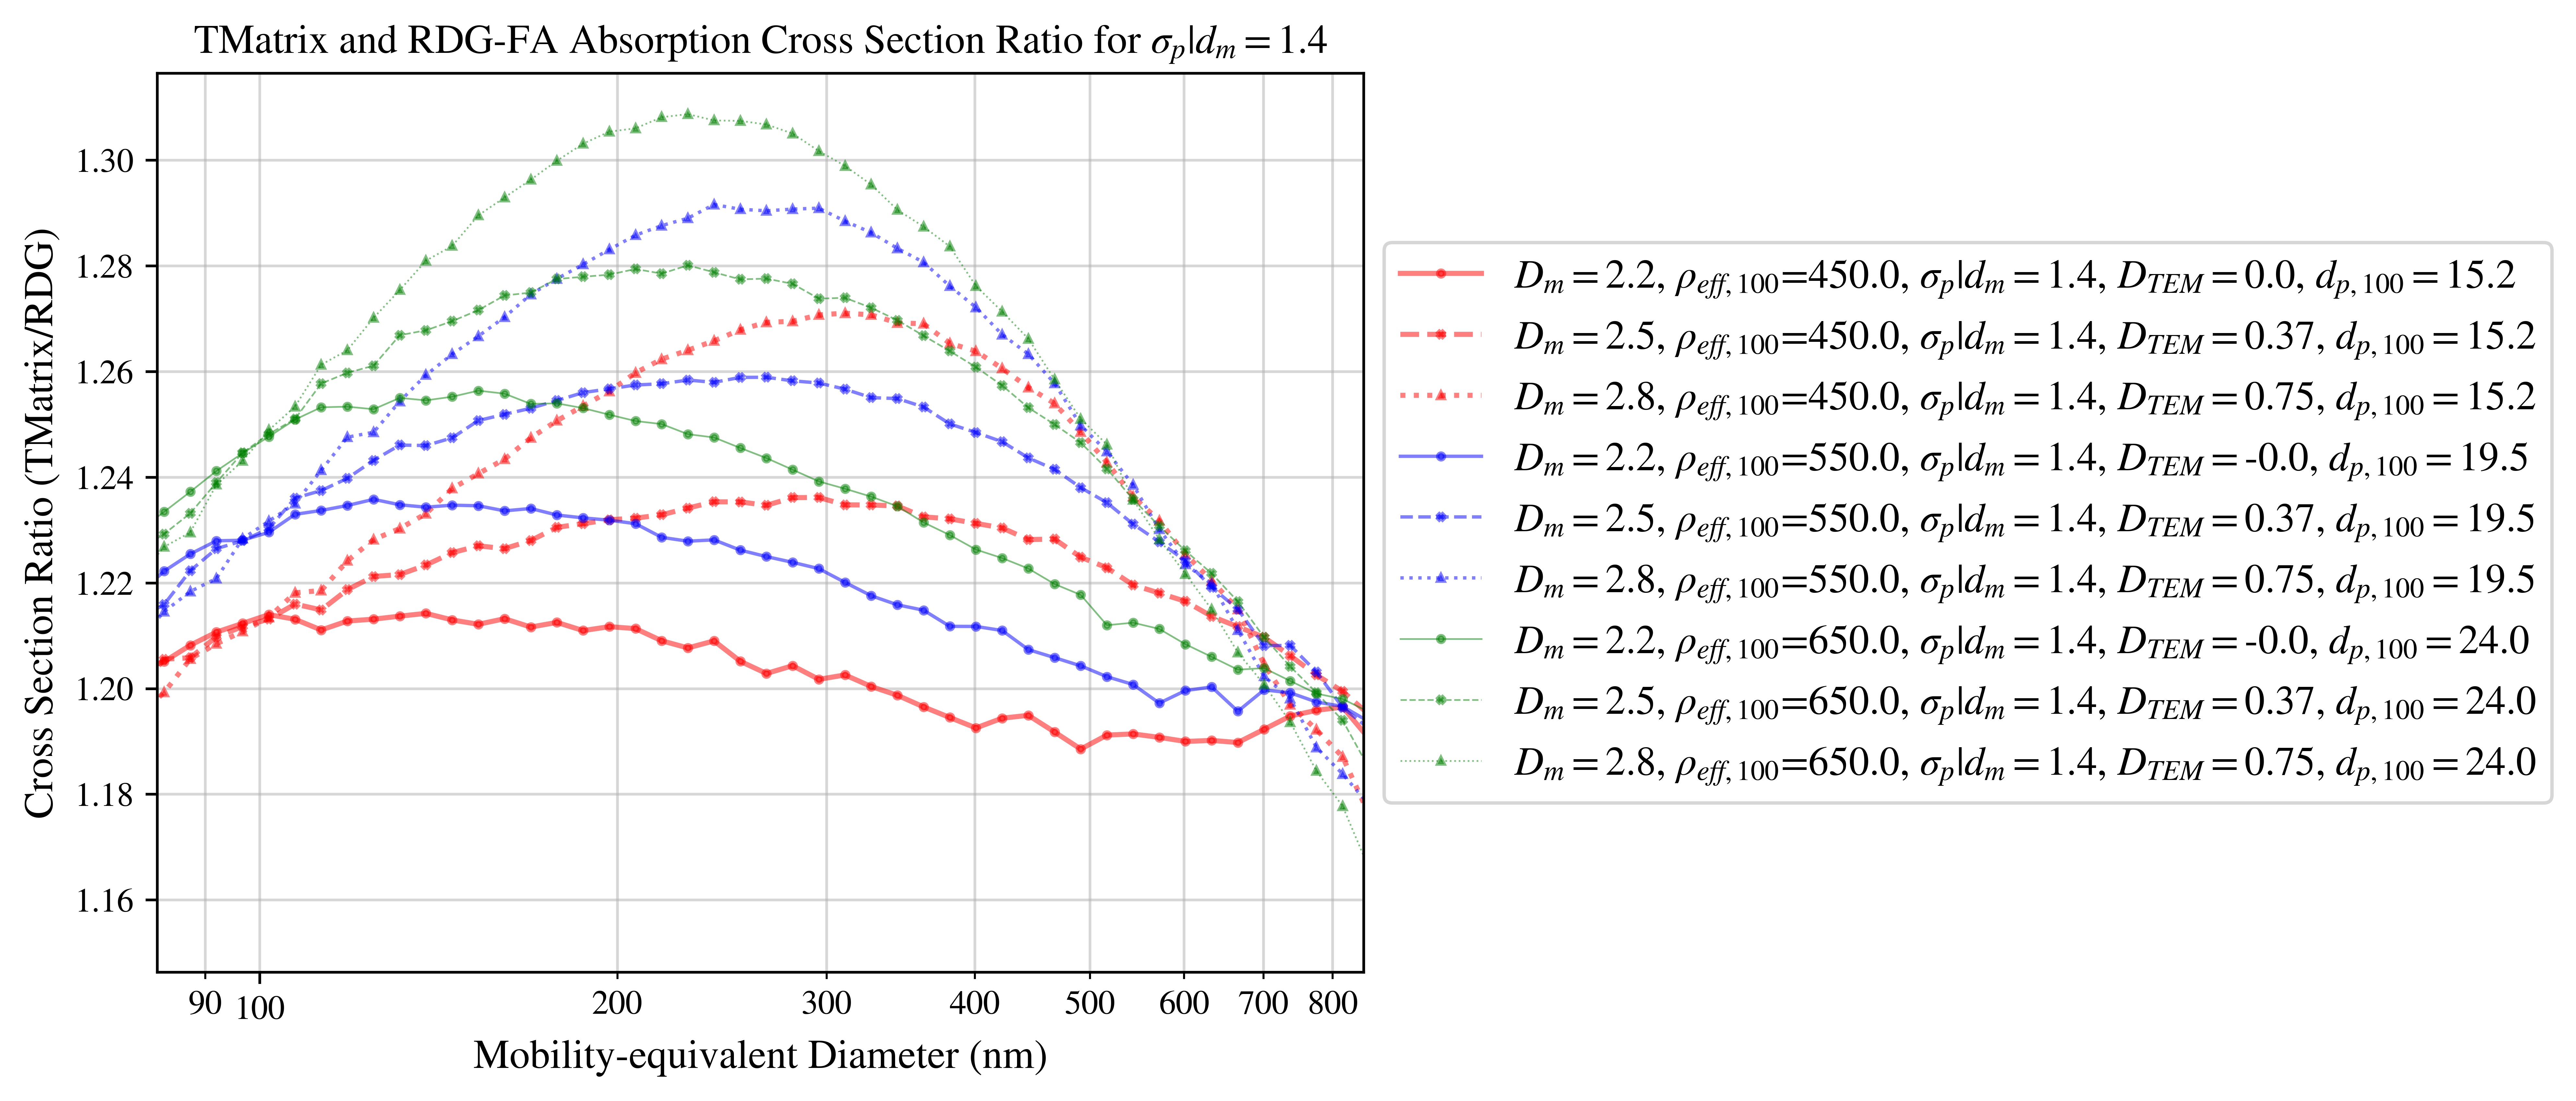 TMatrix and RDG-FA Absorption Cross Section Ratio for σp|dm = 1.4
Cross Section Ratio (TMatrix/RDG)
1.30
1.28
1.26
1.24
1.22
1.20
1.18
1.16
90 100 200 300 400 500 600 700 800
Mobility-equivalent Diameter (nm)
Dm = 2.2, ρeff, 100=450.0, σp|dm = 1.4, DTEM = 0.0, dp, 100 = 15.2
Dm = 2.5, ρeff, 100=450.0, σp|dm = 1.4, DTEM = 0.37, dp, 100 = 15.2
Dm = 2.8, ρeff, 100=450.0, σp|dm = 1.4, DTEM = 0.75, dp, 100 = 15.2
Dm = 2.2, ρeff, 100=550.0, σp|dm = 1.4, DTEM = -0.0, dp, 100 = 19.5
Dm = 2.5, ρeff, 100=550.0, σp|dm = 1.4, DTEM = 0.37, dp, 100 = 19.5
Dm = 2.8, ρeff, 100=550.0, σp|dm = 1.4, DTEM = 0.75, dp, 100 = 19.5
Dm = 2.2, ρeff, 100=650.0, σp|dm = 1.4, DTEM = -0.0, dp, 100 = 24.0
Dm = 2.5, ρeff, 100=650.0, σp|dm = 1.4, DTEM = 0.37, dp, 100 = 24.0
Dm = 2.8, ρeff, 100=650.0, σp|dm = 1.4, DTEM = 0.75, dp, 100 = 24.0